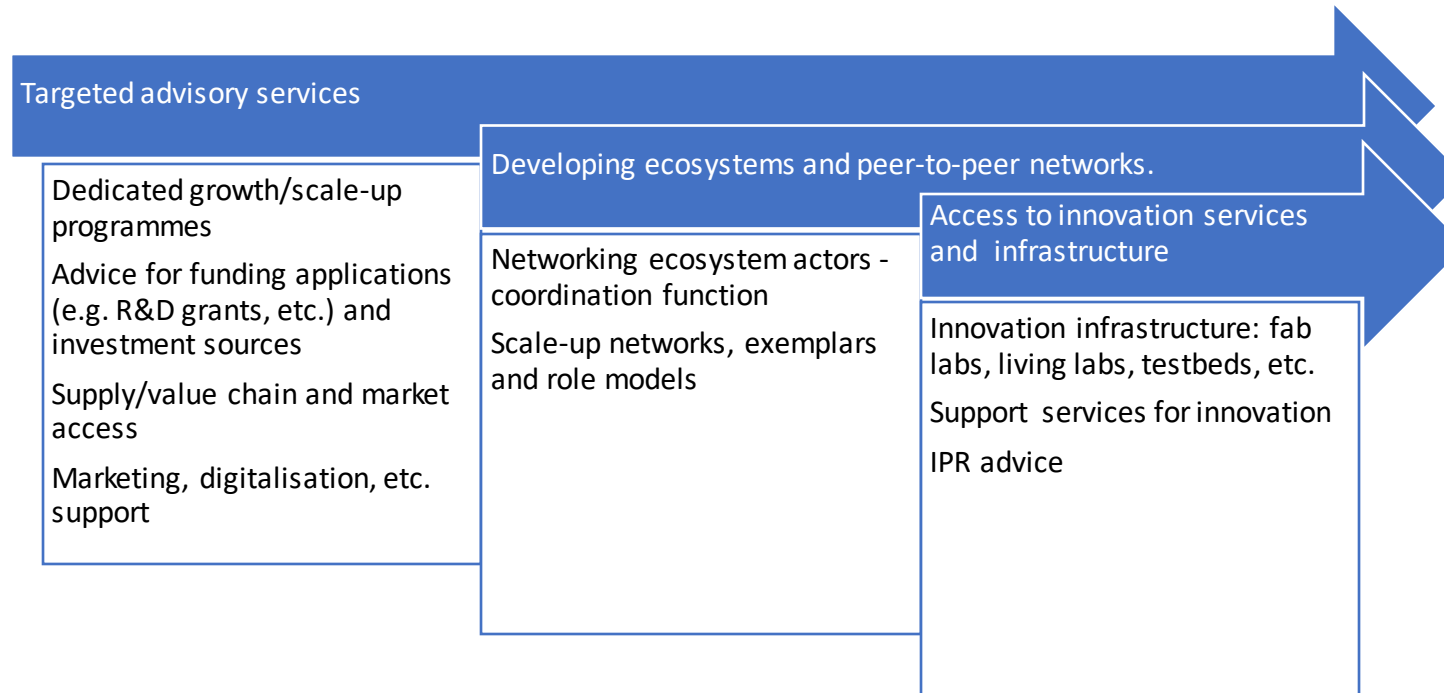 Targeted advisory services
Dedicated growth/scale-up
programmes
Advice for funding applications
(e.g. R&D grants, etc.) and
investment sources
Supply/value chain and market
access
Marketing, digitalisation, etc.
support
Developing ecosystems and peer-to-peer networks.
Networking ecosystem actors -
coordination function
Scale-up networks, exemplars
and role models
Access to innovation services
and infrastructure
Innovation infrastructure: fab
labs, living labs, testbeds, etc.
Support services for innovation
IPR advice